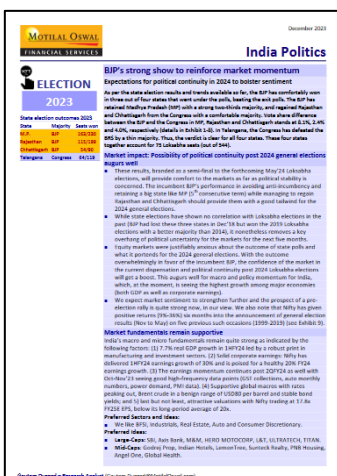 December 2023
MOTILAL OSWAL
FINANCIAL SERVICES
India Politics
ELECTION
2023
State election outcomes 2023
State Majority Seats won
M.P. BJP 163/230
Rajasthan BJP 115/199
Chhattisgarh BJP 54/90
Telangana Congress 64/119
BJP's strong show to reinforce market momentum
Expectations for political continuity in 2024 to bolster sentiment
As per the state election results and trends available so far, the BJP has comfortably won
in three out of four states that went under the polls, beating the exit polls. The BJP has
retained Madhya Pradesh (MP) with a strong two-thirds majority, and regained Rajasthan
and Chhattisgarh from the Congress with a comfortable majority. Vote share difference
between the BJP and the Congress in MP, Rajasthan and Chhattisgarh stands at 8.1%, 2.4%
and 4.0%, respectively (details in Exhibit 1-8). In Telangana, the Congress has defeated the
BRS by a thin majority. Thus, the verdict is clear for all four states. These four states
together account for 75 Loksabha seats (out of 544).
Market impact: Possibility of political continuity post 2024 general elections
augurs well
These results, branded as a semi-final to the forthcoming May'24 Loksabha
elections, will provide comfort to the markets as far as political stability is
concerned. The incumbent BJP's performance in avoiding anti-incumbency and
retaining a big state like MP (5th consecutive term) while managing to regain
Rajasthan and Chhattisgarh should provide them with a good tailwind for the
2024 general elections.
While state elections have shown no correlation with Loksabha elections in the
past (BJP had lost these three states in Dec'18 but won the 2019 Loksabha
elections with a better majority than 2014), it nonetheless removes a key
overhang of political uncertainty for the markets for the next five months.
Equity markets were justifiably anxious about the outcome of state polls and
what it portends for the 2024 general elections. With the outcome
overwhelmingly in favor of the incumbent BJP, the confidence of the market in
the current dispensation and political continuity post 2024 Loksabha elections
will get a boost. This augurs well for macro and policy momentum for India,
which, at the moment, is seeing the highest growth among major economies
(both GDP as well as corporate earnings).
We expect market sentiment to strengthen further and the prospect of a pre-
election rally is quite strong now, in our view. We also note that Nifty has given
positive returns (9%-36%) six months into the announcement of general election
results (Nov to May) on five previous such occasions (1999-2019) (see Exhibit 9).
Market fundamentals remain supportive
India's macro and micro fundamentals remain quite strong as indicated by the
following factors: (1) 7.7% real GDP growth in 1HFY24 led by a robust print in
manufacturing and investment sectors. (2) Solid corporate earnings: Nifty has
delivered 1HFY24 earnings growth of 30% and is poised for a healthy 20% FY24
earnings growth. (3) The earnings momentum continues post 2QFY24 as well with
Oct-Nov'23 seeing good high-frequency data points (GST collections, auto monthly
numbers, power demand, PMI data). (4) Supportive global macros with rates
peaking out, Brent crude in a benign range of USD80 per barrel and stable bond
yields; and 5) last but not least, attractive valuations with Nifty trading at 17.8x
FY25E EPS, below its long-period average of 20x.
Preferred Sectors and Ideas:
We like BFSI, Industrials, Real Estate, Auto and Consumer Discretionary.
Preferred Ideas:
Large-Caps: SBI, Axis Bank, M&M, HERO MOTOCORP, L&T, ULTRATECH, TITAN.
Mid-Caps: Godrej Prop, Indian Hotels, LemonTree, Sunteck Realty, PNB Housing,
Angel One, Global Health.